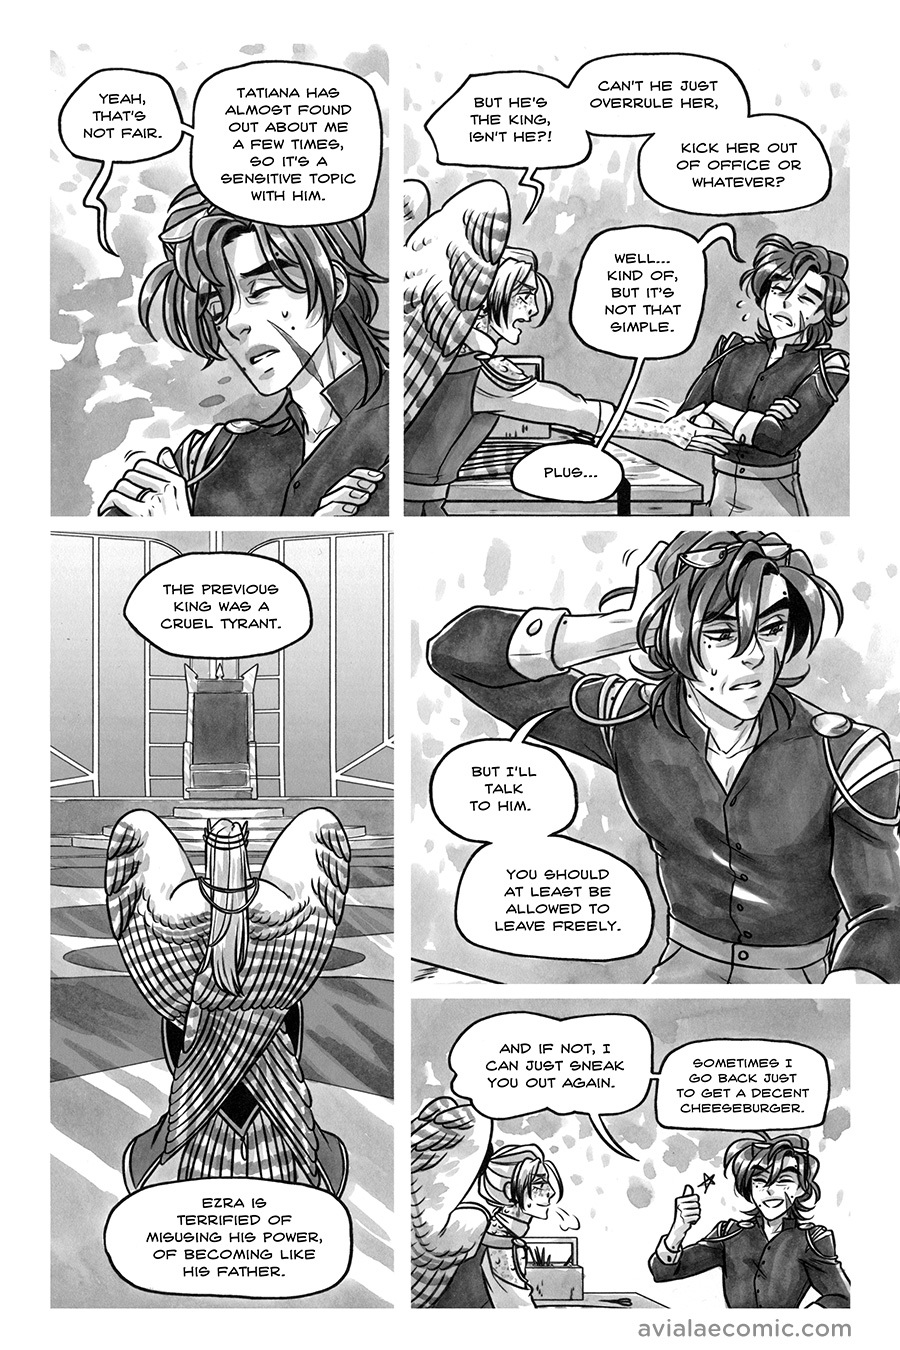 YEAH,
THAT'S
NOT FAIR.
TATIANA HAS
ALMOST FOUND
OUT ABOUT ME
A FEW TIMES,
SO IT'S A
SENSITIVE TOPIC
WITH HIM.
BUT HE'S
THE KING,
ISN'T HE?!
CAN'T HE JUST
OVERRULE HER,
KICK HER OUT
OF OFFICE OR
WHATEVER?
WELL...
KIND OF,
BUT IT'S
NOT THAT
SIMPLE.
PLUS...
THE PREVIOUS
KING WAS A
CRUEL TYRANT.
EZRA IS
TERRIFIED OF
MISUSING HIS POWER,
OF BECOMING LIKE
HIS FATHER.
BUT I'LL
TALK
TO HIM.
YOU SHOULD
AT LEAST BE
ALLOWED TO
LEAVE FREELY.
AND IF NOT, I
CAN JUST SNEAK
YOU OUT AGAIN.
SOMETIMES I
GO BACK JUST
TO GET A DECENT
CHEESEBURGER.
avialaecomic.com